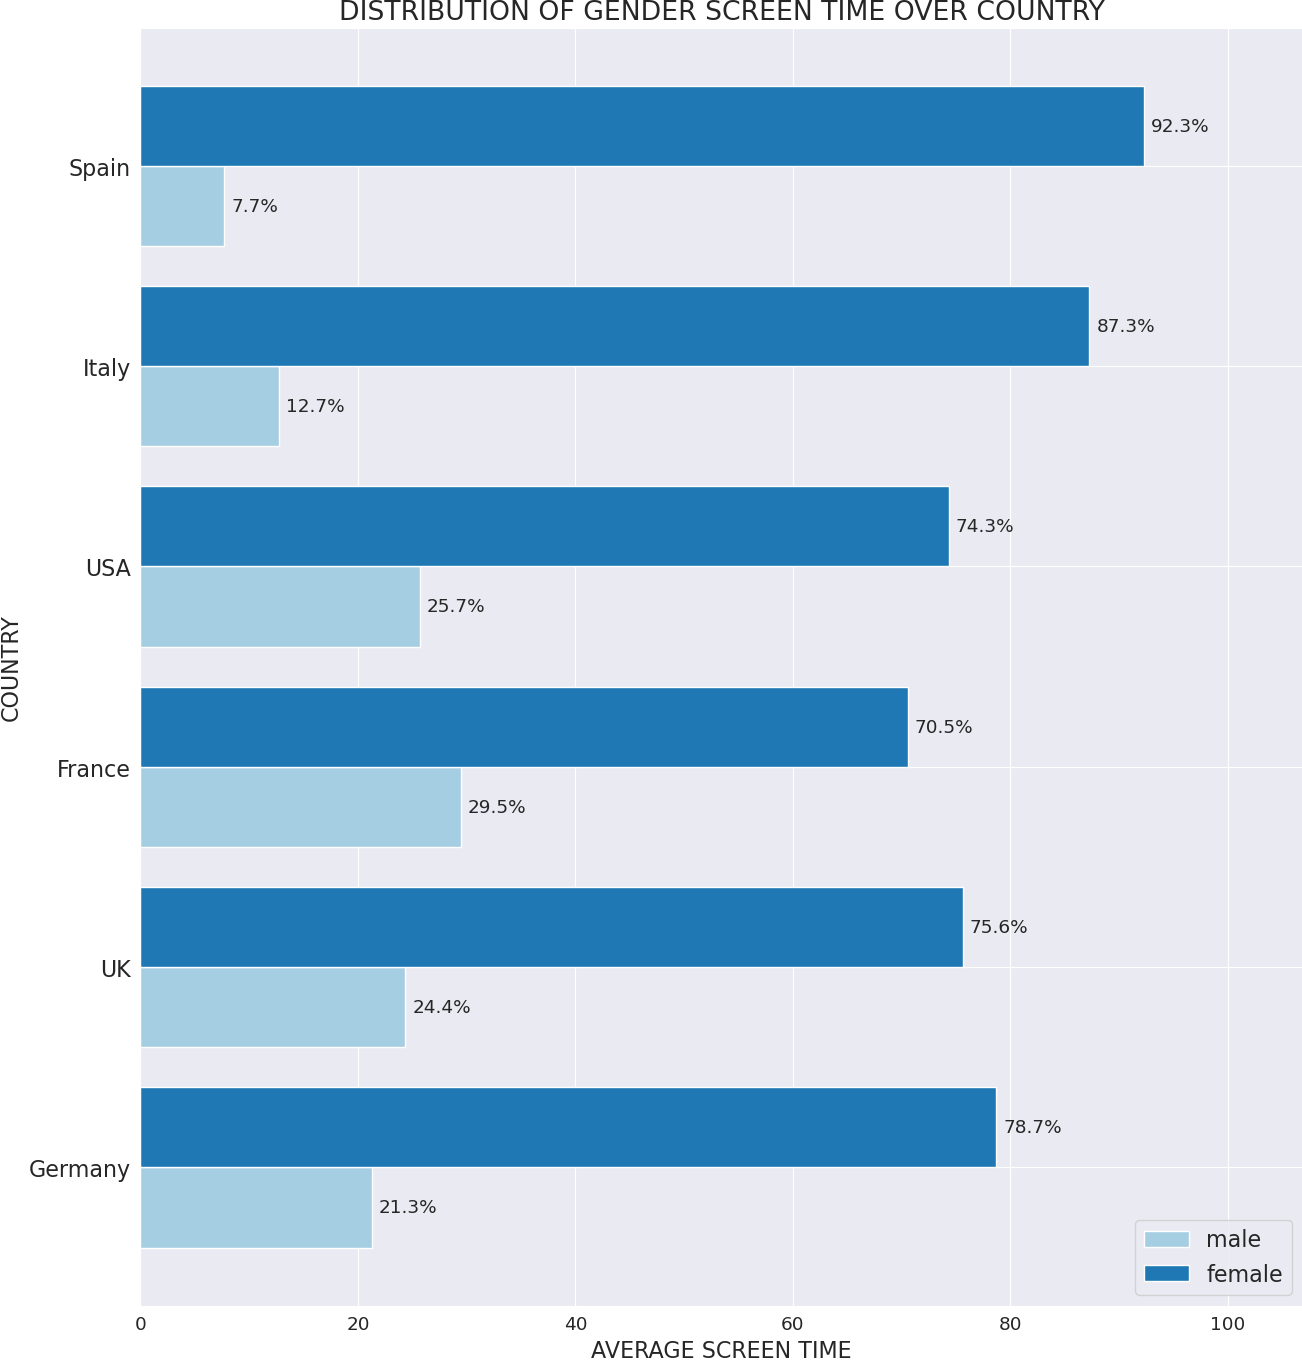 DISTRIBUTION OF GENDER SCREEN TIME OVER COUNTRY
92.3%
Spain
7.7%
87.3%
Italy
12.7%
74.3%
USA
25.7%
COUNTRY
70.5%
France
29.5%
75.6%
UK
24.4%
78.7%
Germany
21.3%
male
female
0 20 40 60 80 100
AVERAGE SCREEN TIME